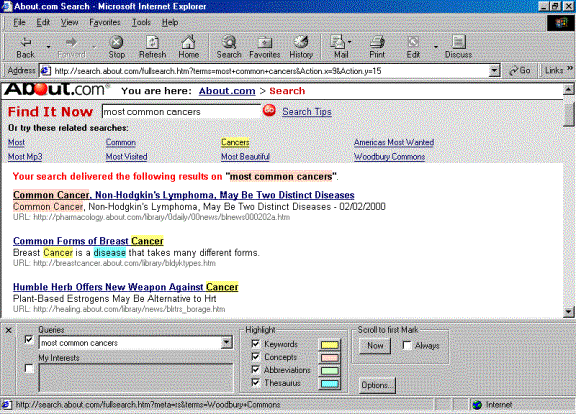 About.com Search - Microsoft Internet Explorer
File Edit View Favorites Tools Help
Back Forward Stop Refresh Home Search Favorites History Mail Print Edit Discuss
Address http://search.about.com/fullsearch.htm?terms=most+common+cancers&Action.x=9&Action.y=15 Go Links »
About.com® You are here: About.com > Search
Find It Now most common cancers Go Search Tips
Or try these related searches:
Most Common Cancers Americas Most Wanted
Most Mp3 Most Visited Most Beautiful Woodbury Commons
Your search delivered the following results on "most common cancers".
Common Cancer, Non-Hodgkin's Lymphoma, May Be Two Distinct Diseases
Common Cancer, Non-Hodgkin's Lymphoma, May Be Two Distinct Diseases - 02/02/2000
URL: http://pharmacology.about.com/library/0daily/00news/blnews000202a.htm
Common Forms of Breast Cancer
Breast Cancer is a disease that takes many different forms.
URL: http://breastcancer.about.com/library/bldyktypes.htm
Humble Herb Offers New Weapon Against Cancer
Plant-Based Estrogens May Be Alternative to Hrt
URL: http://healing.about.com/library/news/blrtrs_borage.htm
Queries Highlight Scroll to first Mark
most common cancers Keywords Now Always
My Interests Concepts
Abbreviations
Thesaurus Options...
http://search.about.com/fullsearch.htm?meta=rs&terms=Woodbury+Commons Internet